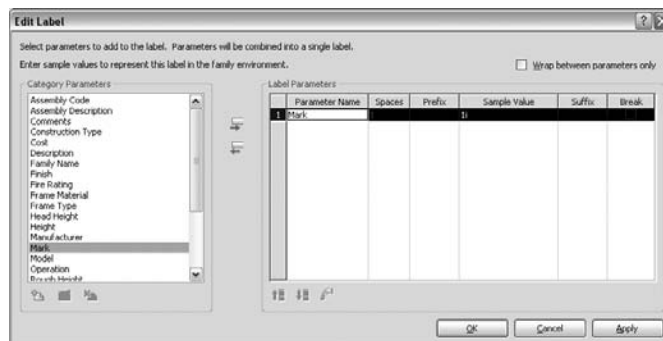 Edit Label
Select parameters to add to the label. Parameters will be combined into a single label.
Enter sample values to represent this label in the family environment.
Wrap between parameters only
Category Parameters
Label Parameters
Assembly Code
Assembly Description
Comments
Construction Type
Cost
Description
Family Name
Finish
Fire Rating
Frame Material
Frame Type
Head Height
Height
Manufacturer
Mark
Model
Operation
Rough Height
Parameter Name Spaces Prefix Sample Value Suffix Break
1 Mark 1i
OK Cancel Apply